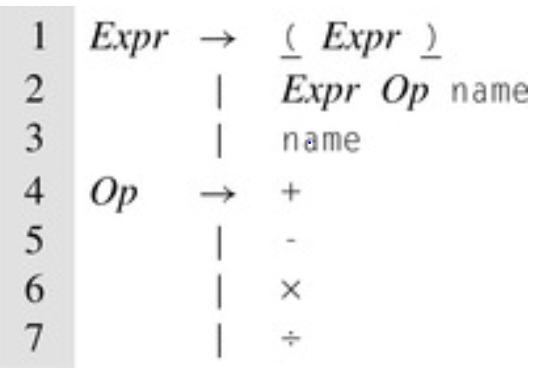 1 Expr → ( Expr )
2 | Expr Op name
3 | name
4 Op → +
5 | -
6 | ×
7 | ÷